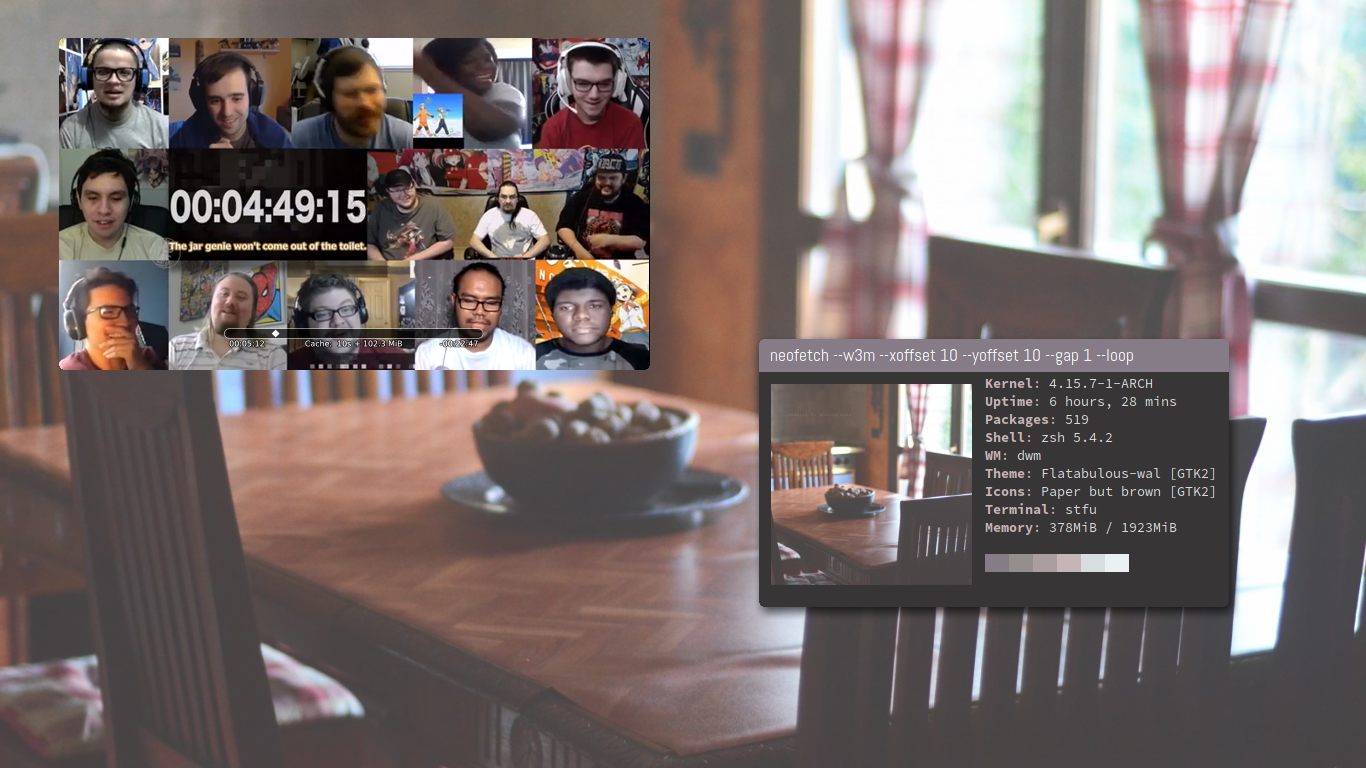 00:04:49:15
The jar genie won't come out of the toilet.
00:05:12
Cache: 10s + 102.3 MiB
neofetch --w3m --xoffset 10 --yoffset 10 --gap 1 --loop
Kernel: 4.15.7-1-ARCH
Uptime: 6 hours, 28 mins
Packages: 519
Shell: zsh 5.4.2
WM: dwm
Theme: Flatabulous-wal [GTK2]
Icons: Paper but brown [GTK2]
Terminal: stfu
Memory: 378MiB / 1923MiB